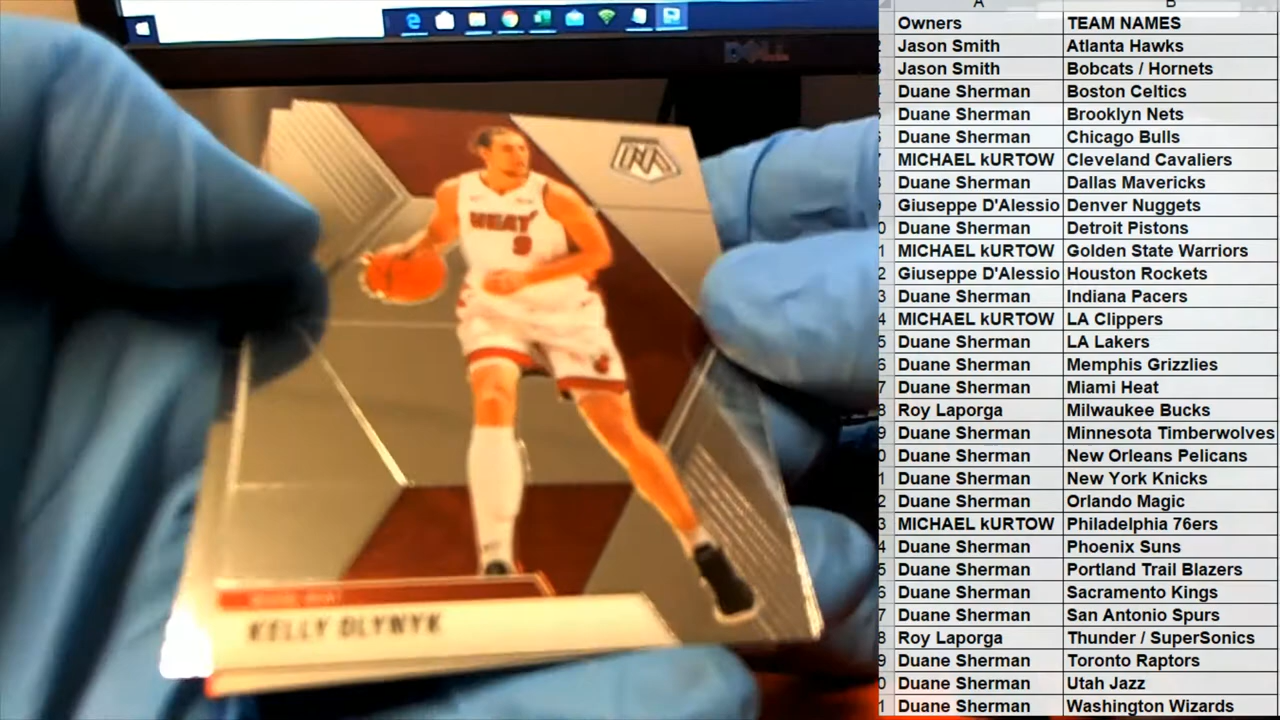 DELL
HEAT
9
KELLY OLYNYK
A B
Owners TEAM NAMES
Jason Smith Atlanta Hawks
Jason Smith Bobcats / Hornets
Duane Sherman Boston Celtics
Duane Sherman Brooklyn Nets
Duane Sherman Chicago Bulls
MICHAEL kURTOW Cleveland Cavaliers
Duane Sherman Dallas Mavericks
Giuseppe D'Alessio Denver Nuggets
Duane Sherman Detroit Pistons
MICHAEL kURTOW Golden State Warriors
Giuseppe D'Alessio Houston Rockets
Duane Sherman Indiana Pacers
MICHAEL kURTOW LA Clippers
Duane Sherman LA Lakers
Duane Sherman Memphis Grizzlies
Duane Sherman Miami Heat
Roy Laporga Milwaukee Bucks
Duane Sherman Minnesota Timberwolves
Duane Sherman New Orleans Pelicans
Duane Sherman New York Knicks
Duane Sherman Orlando Magic
MICHAEL kURTOW Philadelphia 76ers
Duane Sherman Phoenix Suns
Duane Sherman Portland Trail Blazers
Duane Sherman Sacramento Kings
Duane Sherman San Antonio Spurs
Roy Laporga Thunder / SuperSonics
Duane Sherman Toronto Raptors
Duane Sherman Utah Jazz
Duane Sherman Washington Wizards